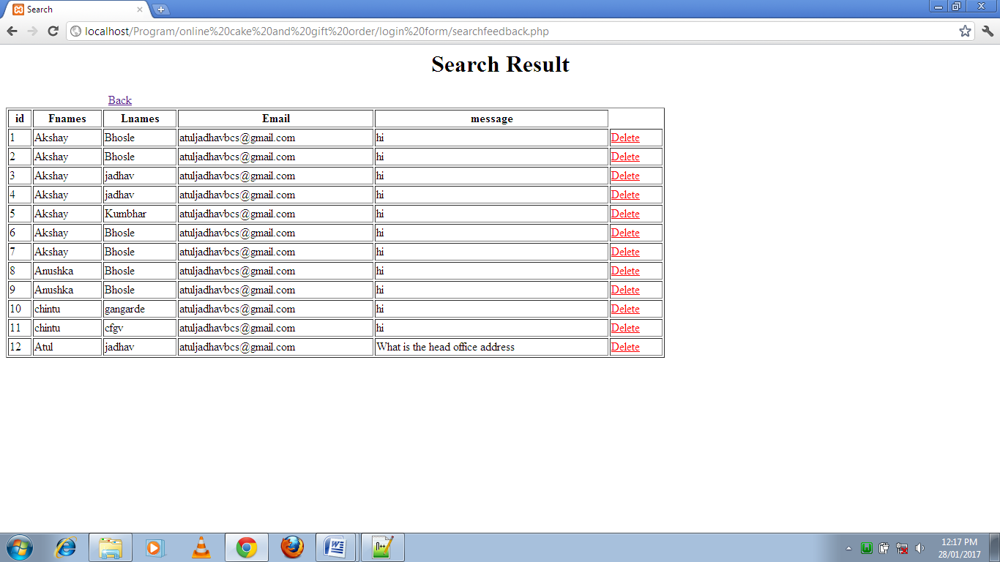 Search
localhost/Program/online%20cake%20and%20gift%20order/login%20form/searchfeedback.php
Search Result
Back
id Fnames Lnames Email message
1 Akshay Bhosle atuljadhavbcs@gmail.com hi Delete
2 Akshay Bhosle atuljadhavbcs@gmail.com hi Delete
3 Akshay jadhav atuljadhavbcs@gmail.com hi Delete
4 Akshay jadhav atuljadhavbcs@gmail.com hi Delete
5 Akshay Kumbhar atuljadhavbcs@gmail.com hi Delete
6 Akshay Bhosle atuljadhavbcs@gmail.com hi Delete
7 Akshay Bhosle atuljadhavbcs@gmail.com hi Delete
8 Anushka Bhosle atuljadhavbcs@gmail.com hi Delete
9 Anushka Bhosle atuljadhavbcs@gmail.com hi Delete
10 chintu gangarde atuljadhavbcs@gmail.com hi Delete
11 chintu cfgv atuljadhavbcs@gmail.com hi Delete
12 Atul jadhav atuljadhavbcs@gmail.com What is the head office address Delete
12:17 PM
28/01/2017